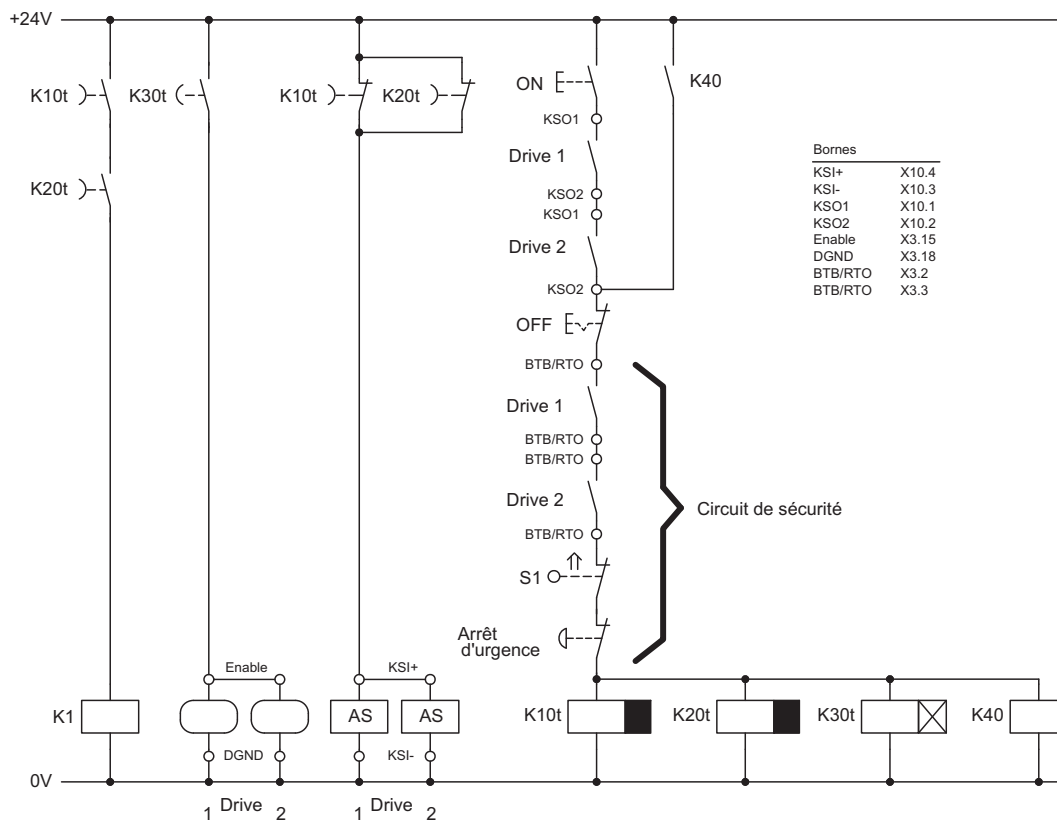 +24V
K10t
K30t
K10t
K20t
ON
K40
KSO1
Drive 1
KSO2
KSO1
Drive 2
KSO2
K20t
OFF
BTB/RTO
Drive 1
BTB/RTO
BTB/RTO
Drive 2
BTB/RTO
S1
Arrêt
d'urgence
Circuit de sécurité
Bornes
KSI+ X10.4
KSI- X10.3
KSO1 X10.1
KSO2 X10.2
Enable X3.15
DGND X3.18
BTB/RTO X3.2
BTB/RTO X3.3
Enable
KSI+
K1
AS
AS
K10t
K20t
K30t
K40
DGND
KSI-
0V
1 Drive 2
1 Drive 2